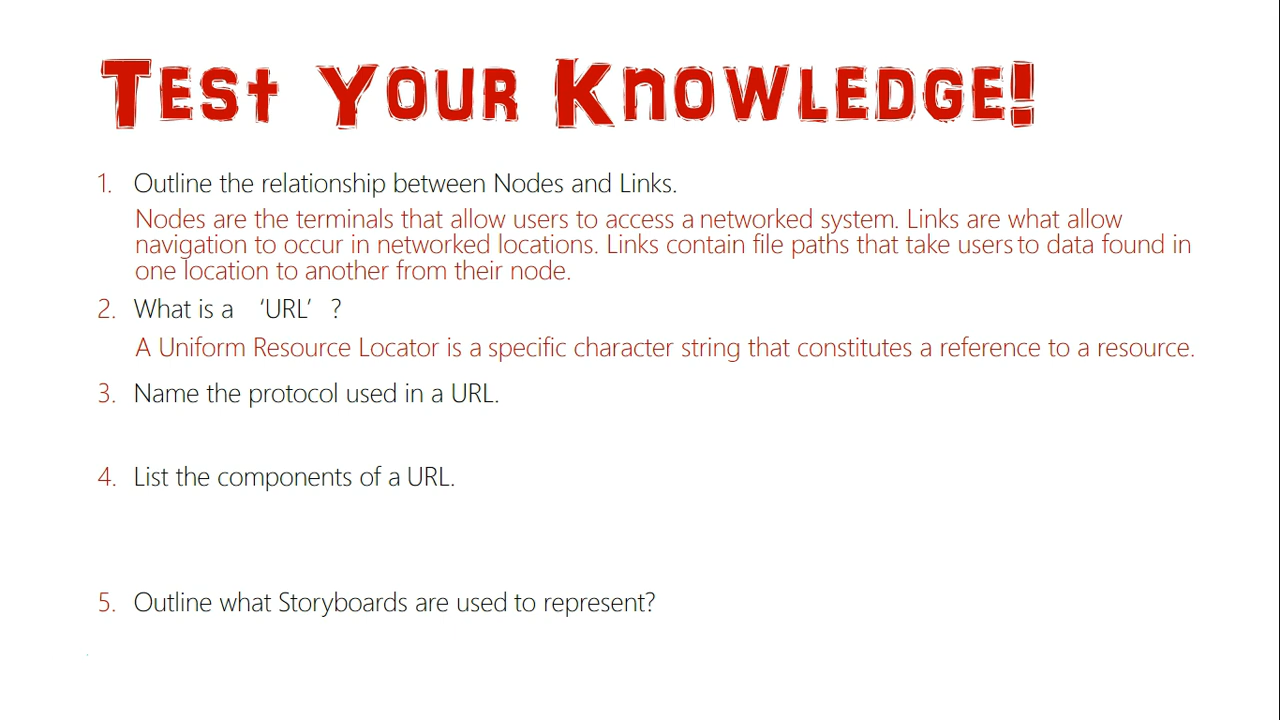 Test Your Knowledge!
1. Outline the relationship between Nodes and Links.
Nodes are the terminals that allow users to access a networked system. Links are what allow
navigation to occur in networked locations. Links contain file paths that take users to data found in
one location to another from their node.
2. What is a ‘URL’ ?
A Uniform Resource Locator is a specific character string that constitutes a reference to a resource.
3. Name the protocol used in a URL.
4. List the components of a URL.
5. Outline what Storyboards are used to represent?